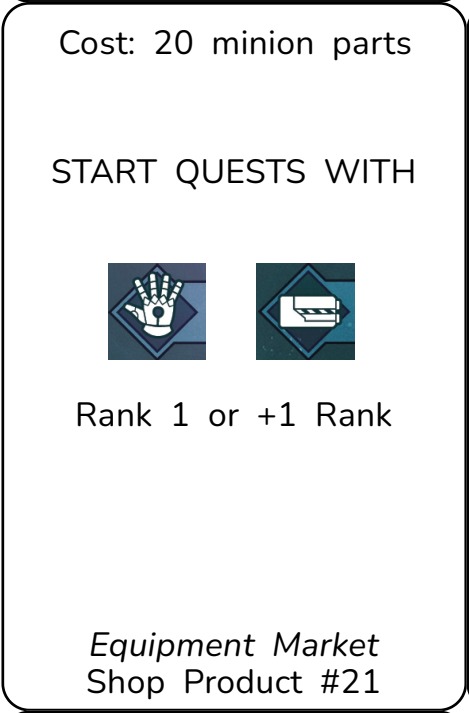 Cost: 20 minion parts
START QUESTS WITH
Rank 1 or +1 Rank
Equipment Market
Shop Product #21